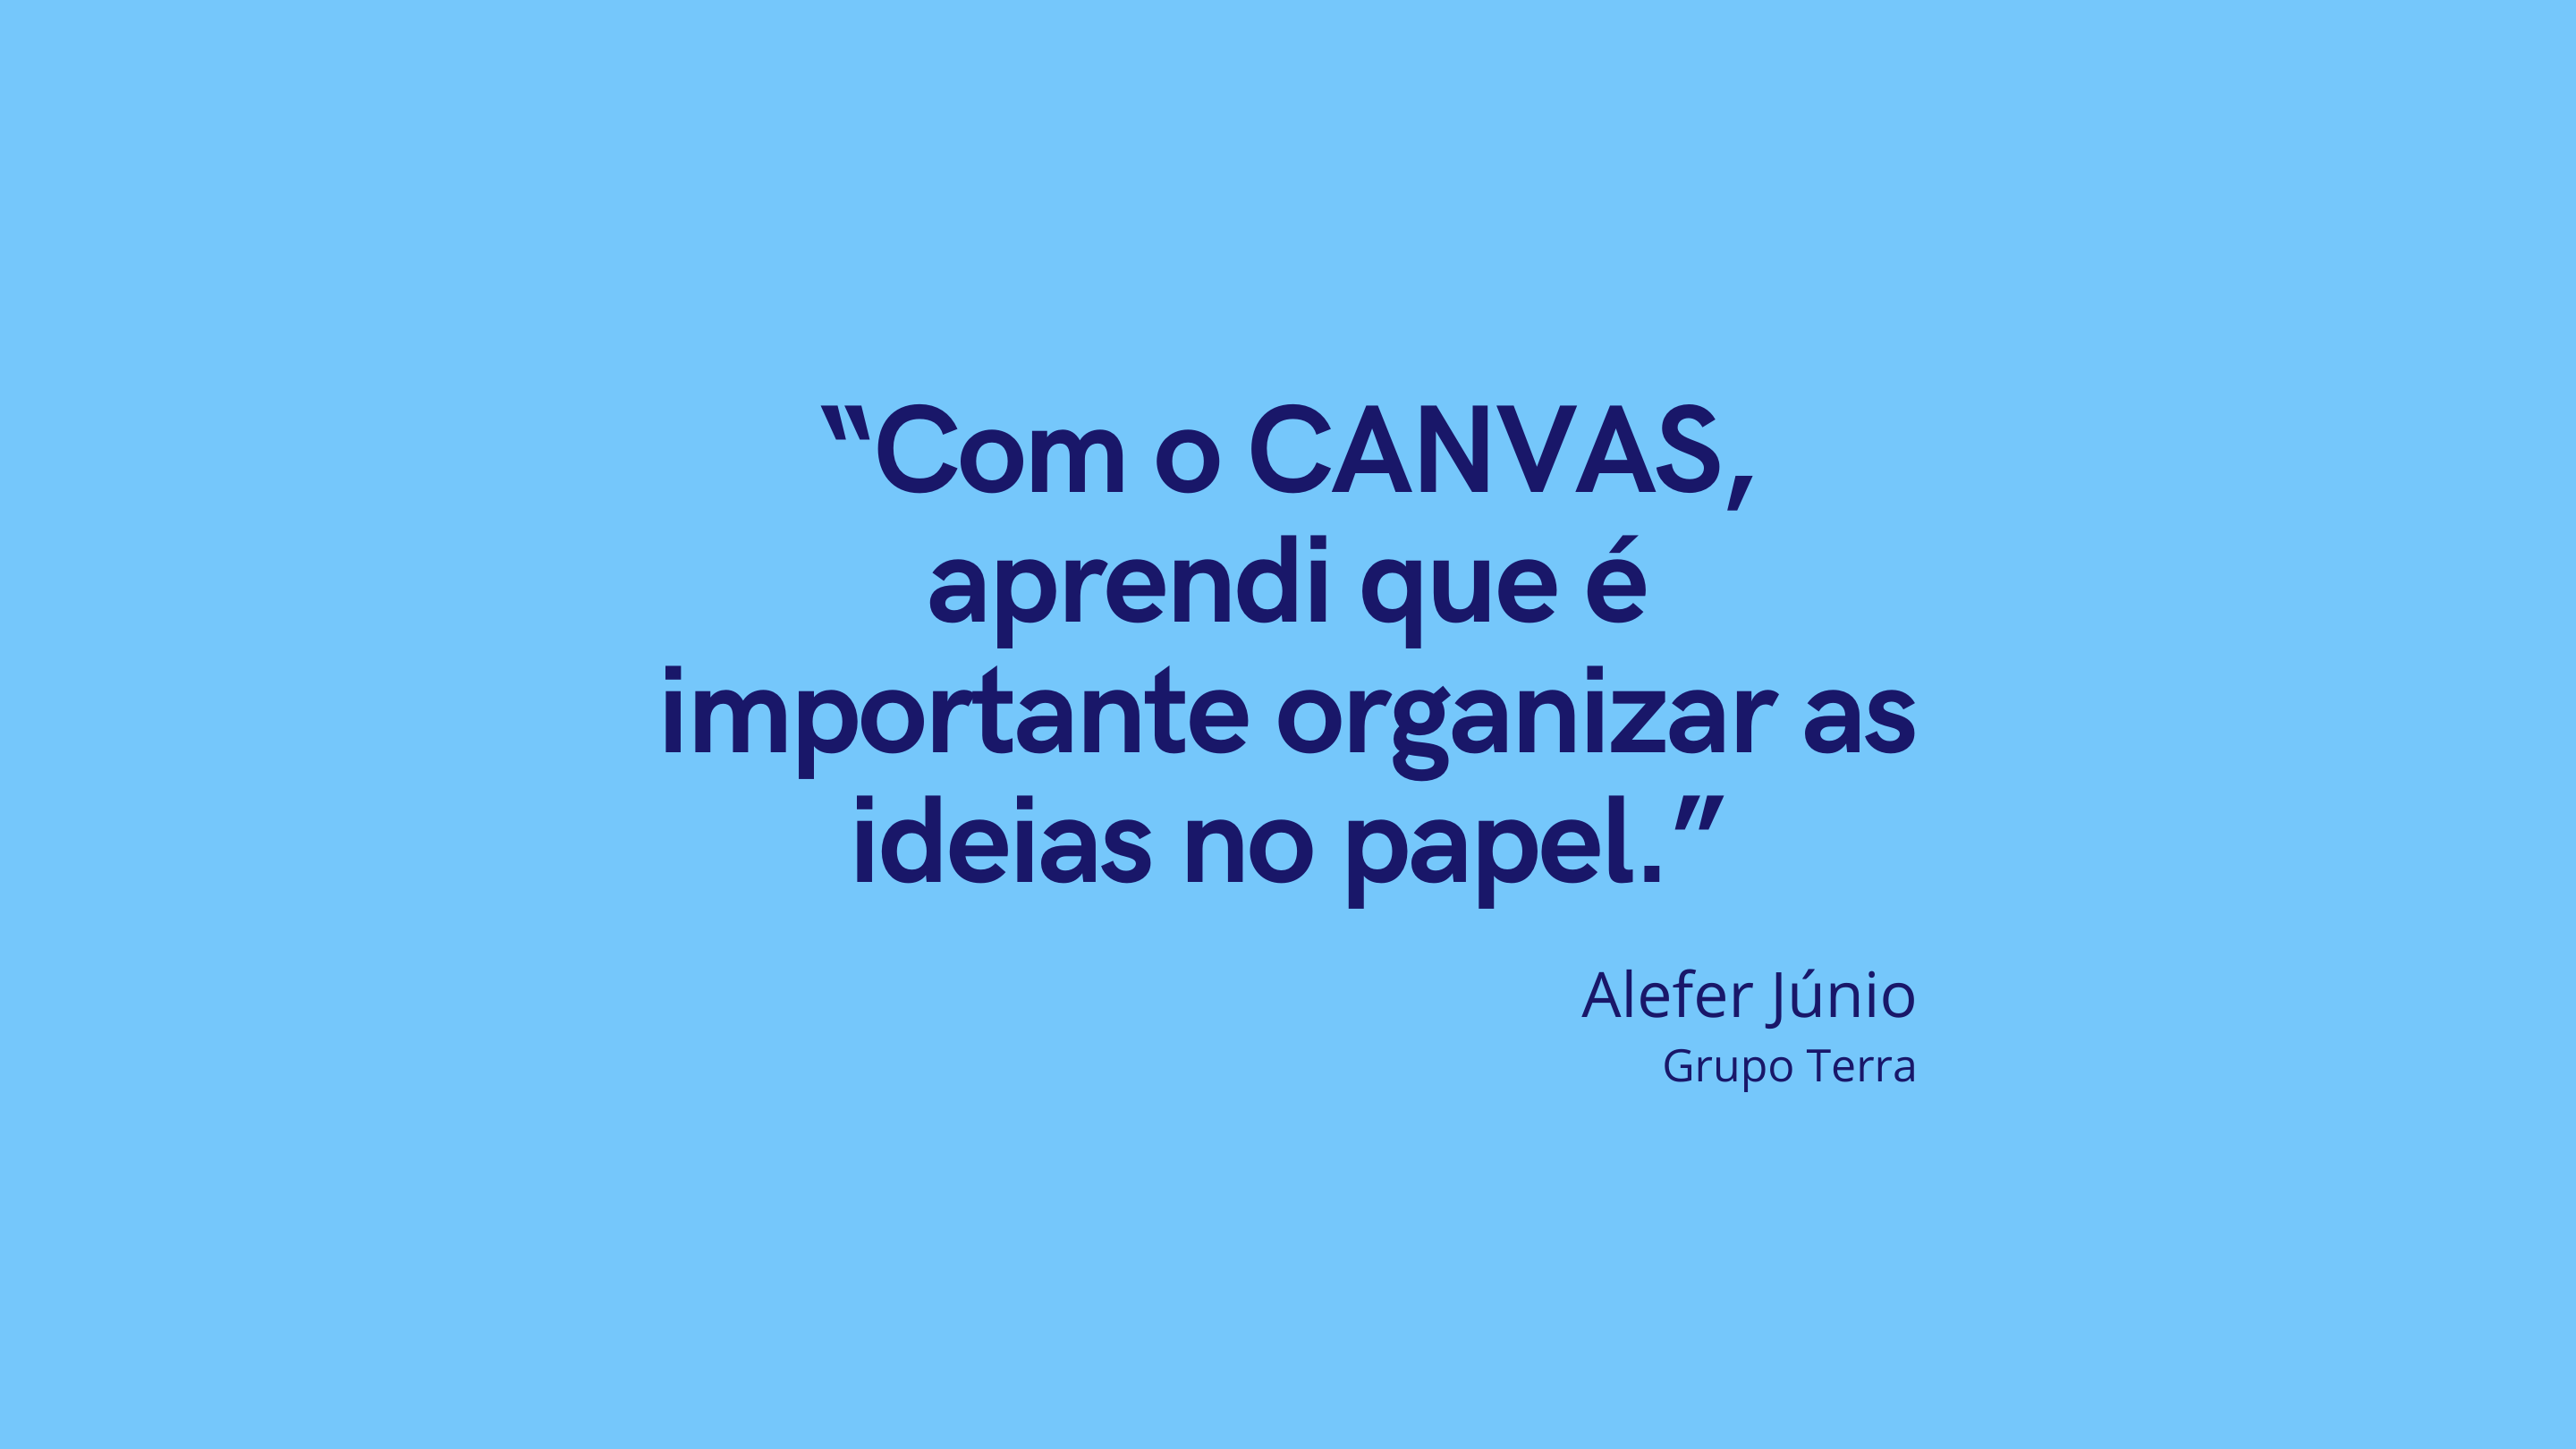 “Com o CANVAS,
aprendi que é
importante organizar as
ideias no papel.”
Alefer Júnio
Grupo Terra